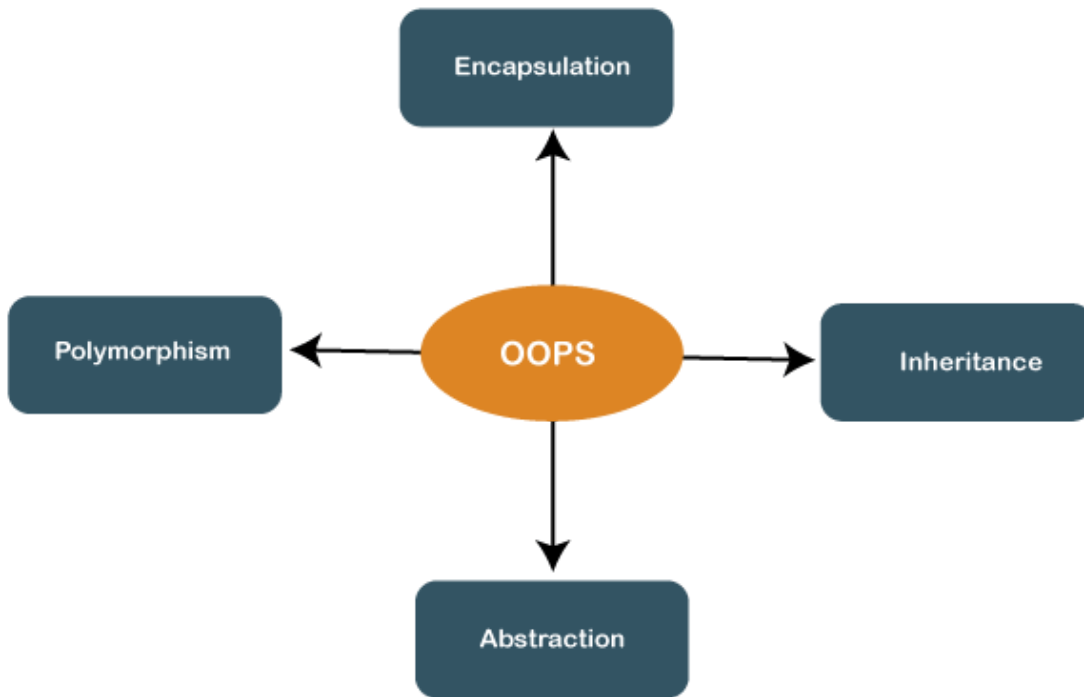 Encapsulation
Polymorphism
OOPS
Inheritance
Abstraction